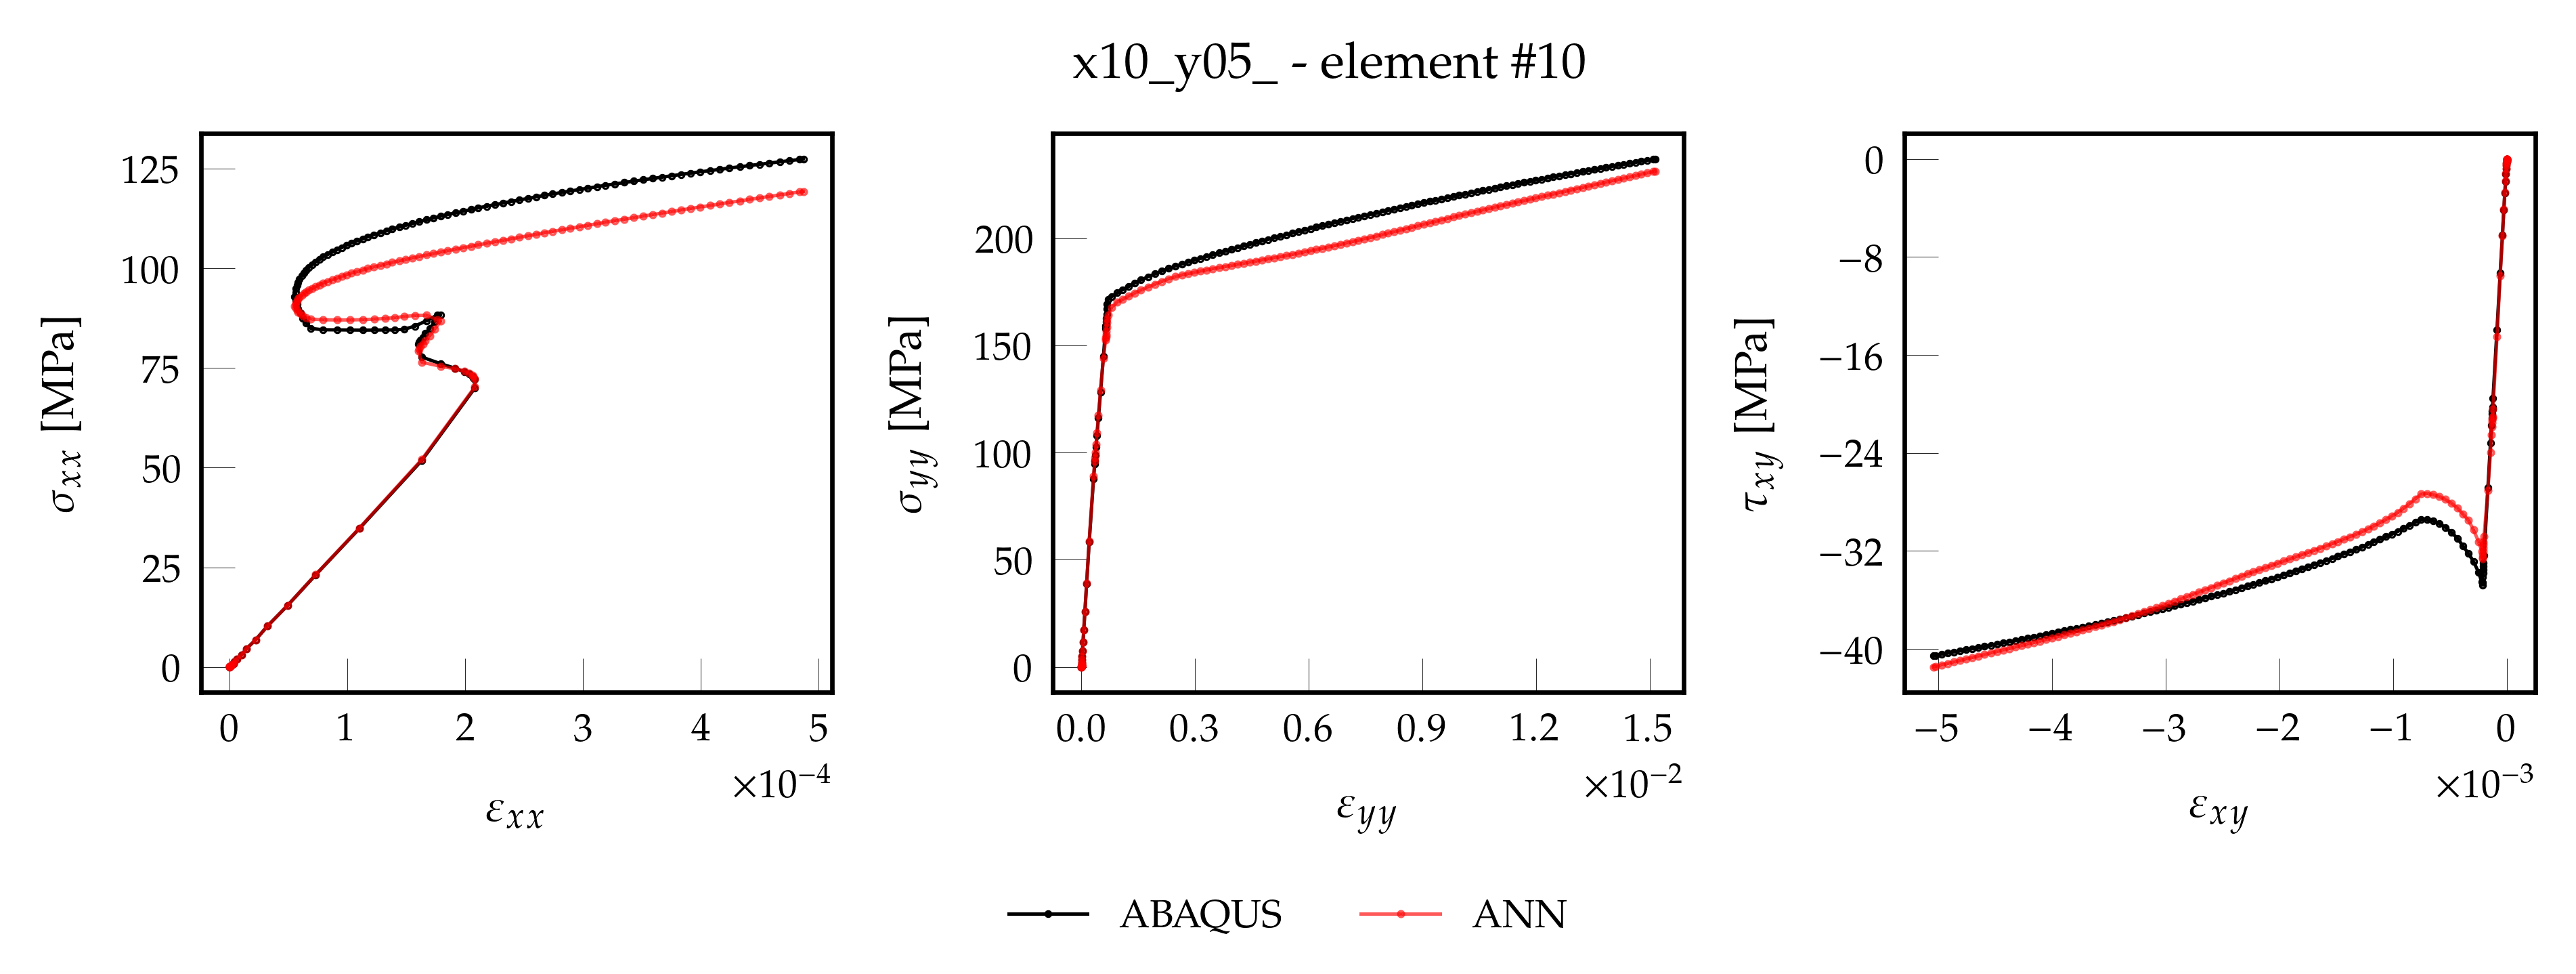 x10_y05_ - element #10
σxx [MPa]
125
100
75
50
25
0
0 1 2 3 4 5
×10−4
εxx
σyy [MPa]
200
150
100
50
0
0.0 0.3 0.6 0.9 1.2 1.5
×10−2
εyy
τxy [MPa]
0
−8
−16
−24
−32
−40
−5 −4 −3 −2 −1 0
×10−3
εxy
ABAQUS ANN